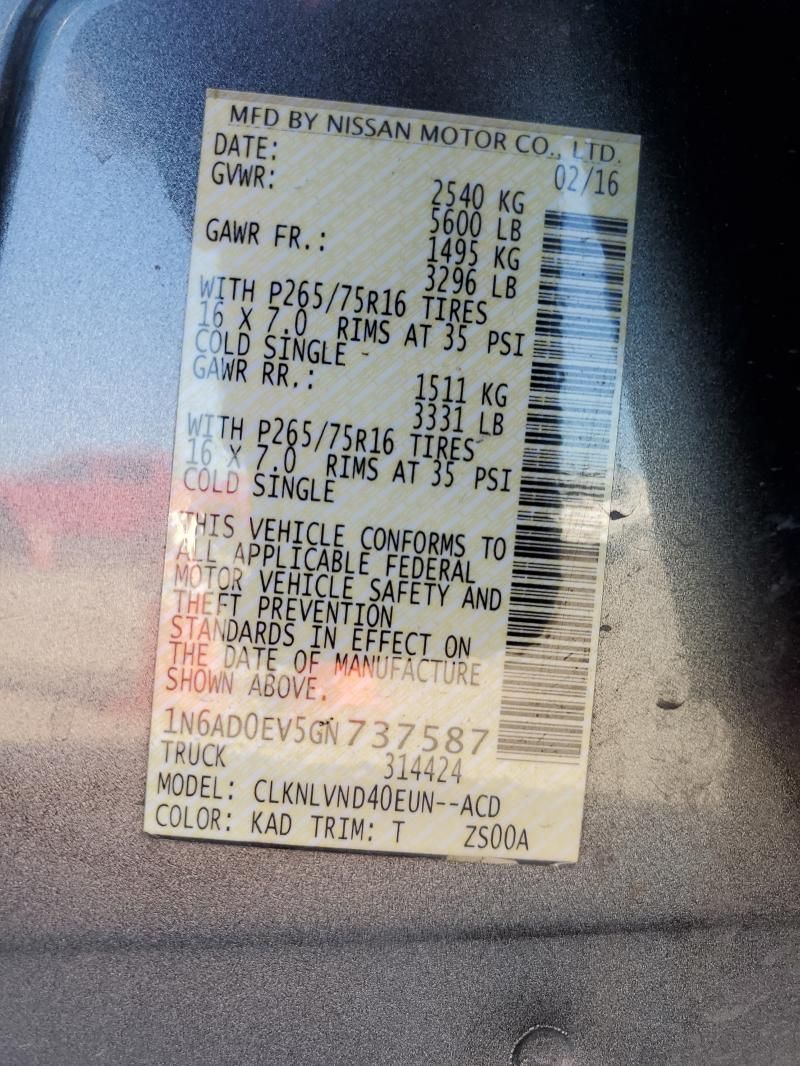 MFD BY NISSAN MOTOR CO., LTD.
DATE: 02/16
GVWR: 2540 KG
5600 LB
GAWR FR.: 1495 KG
3296 LB
WITH P265/75R16 TIRES
16 X 7.0 RIMS AT 35 PSI
COLD SINGLE
GAWR RR.: 1511 KG
3331 LB
WITH P265/75R16 TIRES
16 X 7.0 RIMS AT 35 PSI
COLD SINGLE
THIS VEHICLE CONFORMS TO
ALL APPLICABLE FEDERAL
MOTOR VEHICLE SAFETY AND
THEFT PREVENTION
STANDARDS IN EFFECT ON
THE DATE OF MANUFACTURE
SHOWN ABOVE.
1N6AD0EV5GN737587
TRUCK 314424
MODEL: CLKNLVND40EUN--ACD
COLOR: KAD TRIM: T ZS00A